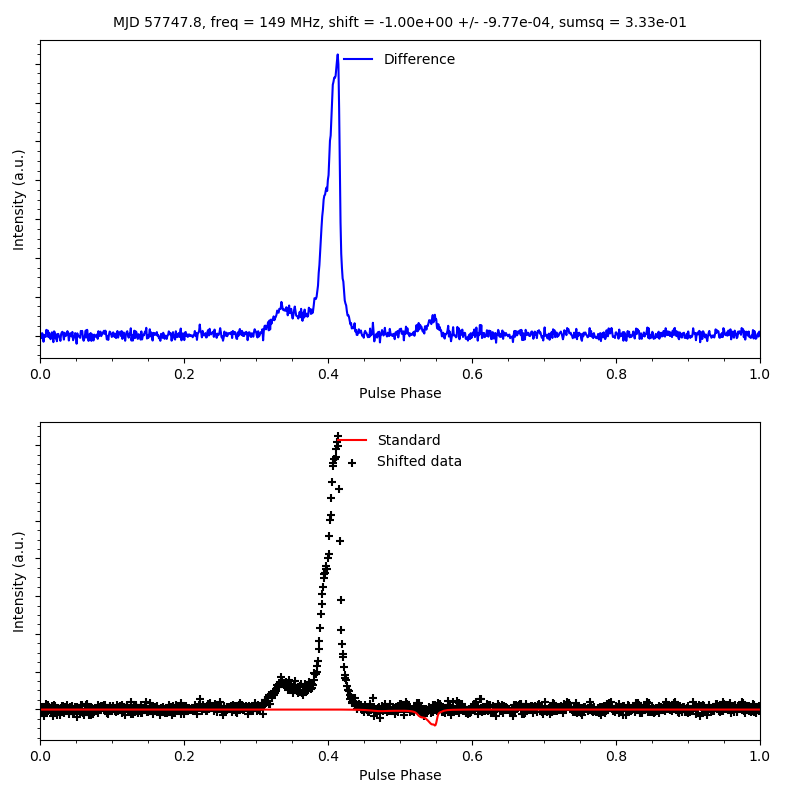 MJD 57747.8, freq = 149 MHz, shift = -1.00e+00 +/- -9.77e-04, sumsq = 3.33e-01
Difference
Intensity (a.u.)
0.0 0.2 0.4 0.6 0.8 1.0
Pulse Phase
Standard
Shifted data
Intensity (a.u.)
0.0 0.2 0.4 0.6 0.8 1.0
Pulse Phase